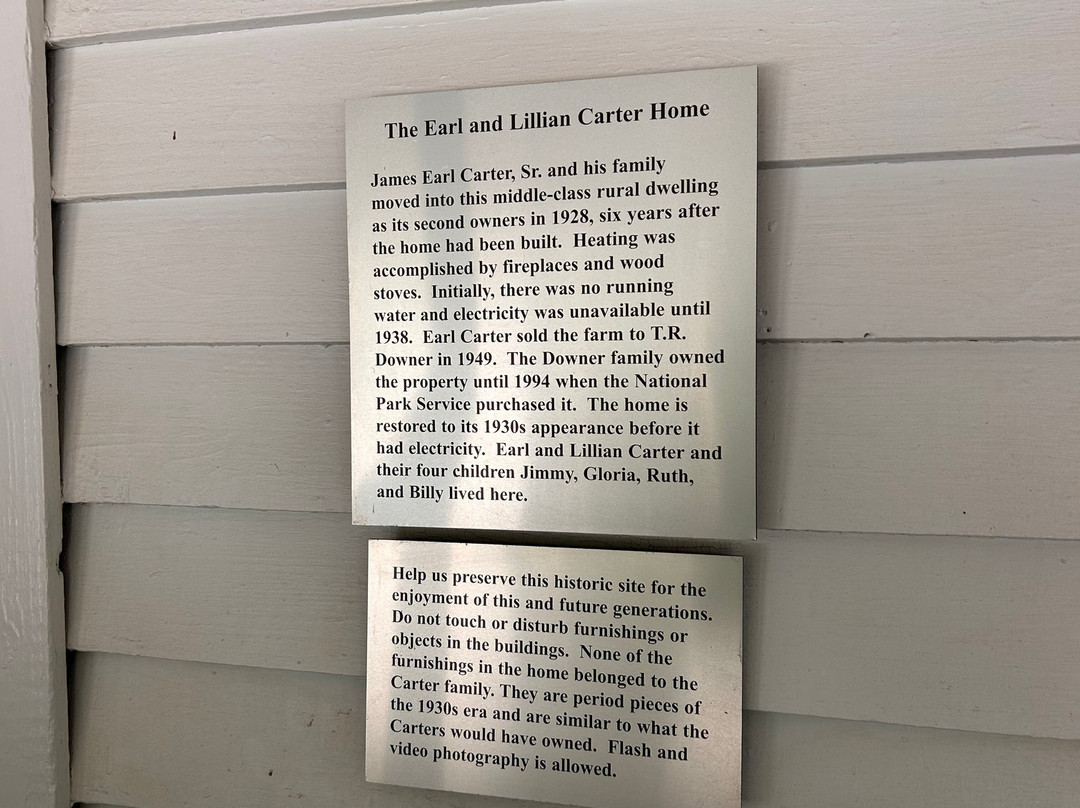 The Earl and Lillian Carter Home
James Earl Carter, Sr. and his family
moved into this middle-class rural dwelling
as its second owners in 1928, six years after
the home had been built. Heating was
accomplished by fireplaces and wood
stoves. Initially, there was no running
water and electricity was unavailable until
1938. Earl Carter sold the farm to T.R.
Downer in 1949. The Downer family owned
the property until 1994 when the National
Park Service purchased it. The home is
restored to its 1930s appearance before it
had electricity. Earl and Lillian Carter and
their four children Jimmy, Gloria, Ruth,
and Billy lived here.
Help us preserve this historic site for the
enjoyment of this and future generations.
Do not touch or disturb furnishings or
objects in the buildings. None of the
furnishings in the home belonged to the
Carter family. They are period pieces of
the 1930s era and are similar to what the
Carters would have owned. Flash and
video photography is allowed.